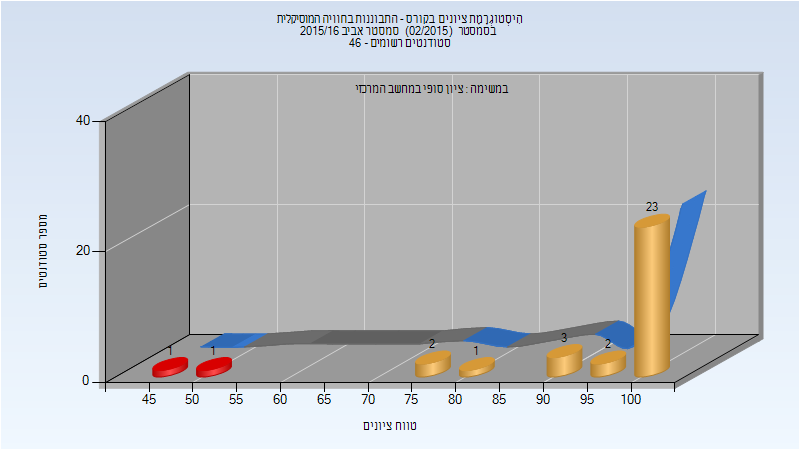 הִיסטוגְרָמַת ציונים בקורס - התבוננות בחוויה המוסיקלית
בסמסטר (02/2015) סמסטר אביב 2015/16
סטודנטים רשומים - 46
במשימה : ציון סופי במחשב המרכזי
מספר סטודנטים
40
20
0
1
1
2
1
3
2
23
45 50 55 60 65 70 75 80 85 90 95 100
טווח ציונים